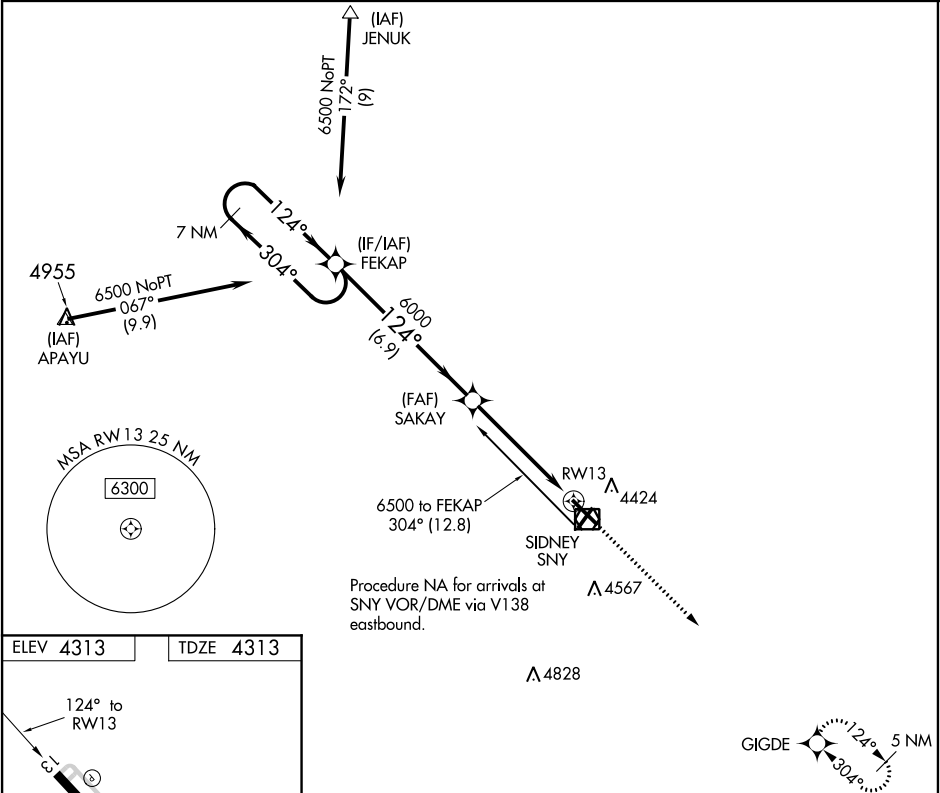 (IAF)
JENUK
6500 NoPT
172°
(9)
7 NM
124°
304°
(IF/IAF)
FEKAP
4955
6500 NoPT
067°
(9.9)
(IAF)
APAYU
6000
124°
(6.9)
(FAF)
SAKAY
MSA RW13 25 NM
6300
RW13
4424
6500 to FEKAP
304° (12.8)
SIDNEY
SNY
4567
Procedure NA for arrivals at
SNY VOR/DME via V138
eastbound.
4828
ELEV 4313
TDZE 4313
124° to
RW13
13
P
GIGDE
124°
304°
5 NM